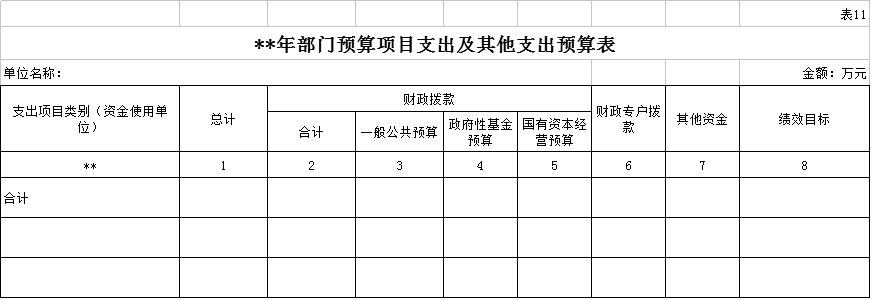 表11
**年部门预算项目支出及其他支出预算表
单位名称：
金额：万元
支出项目类别（资金使用单
位）
总计
财政拨款
合计
一般公共预算
政府性基金
预算
国有资本经
营预算
财政专户拨
款
其他资金
绩效目标
**
1
2
3
4
5
6
7
8
合计